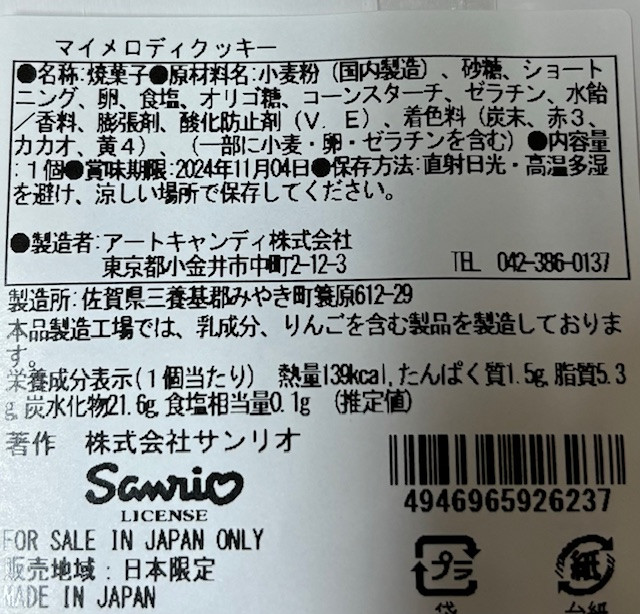 マイメロディクッキー
●名称:焼菓子●原材料名:小麦粉(国内製造)、砂糖、ショート
ニング、卵、食塩、オリゴ糖、コーンスターチ、ゼラチン、水飴
/香料、膨張剤、酸化防止剤(V.E)、着色料(炭末、赤3、
カカオ、黄4)、(一部に小麦・卵・ゼラチンを含む)●内容量
:1個●賞味期限:2024年11月04日●保存方法:直射日光・高温多湿
を避け、涼しい場所で保存してください。
●製造者:アートキャンディ株式会社
東京都小金井市中町2-12-3 TEL 042-386-0137
製造所:佐賀県三養基郡みやき町簑原612-29
本品製造工場では、乳成分、りんごを含む製品を製造しておりま
す。
栄養成分表示(1個当たり) 熱量139kcal,たんぱく質1.5g,脂質5.3
g,炭水化物21.6g,食塩相当量0.1g (推定値)
著作 株式会社サンリオ
Sanrio
LICENSE
4946965926237
FOR SALE IN JAPAN ONLY
販売地域:日本限定
MADE IN JAPAN
プラ
紙
袋
台紙